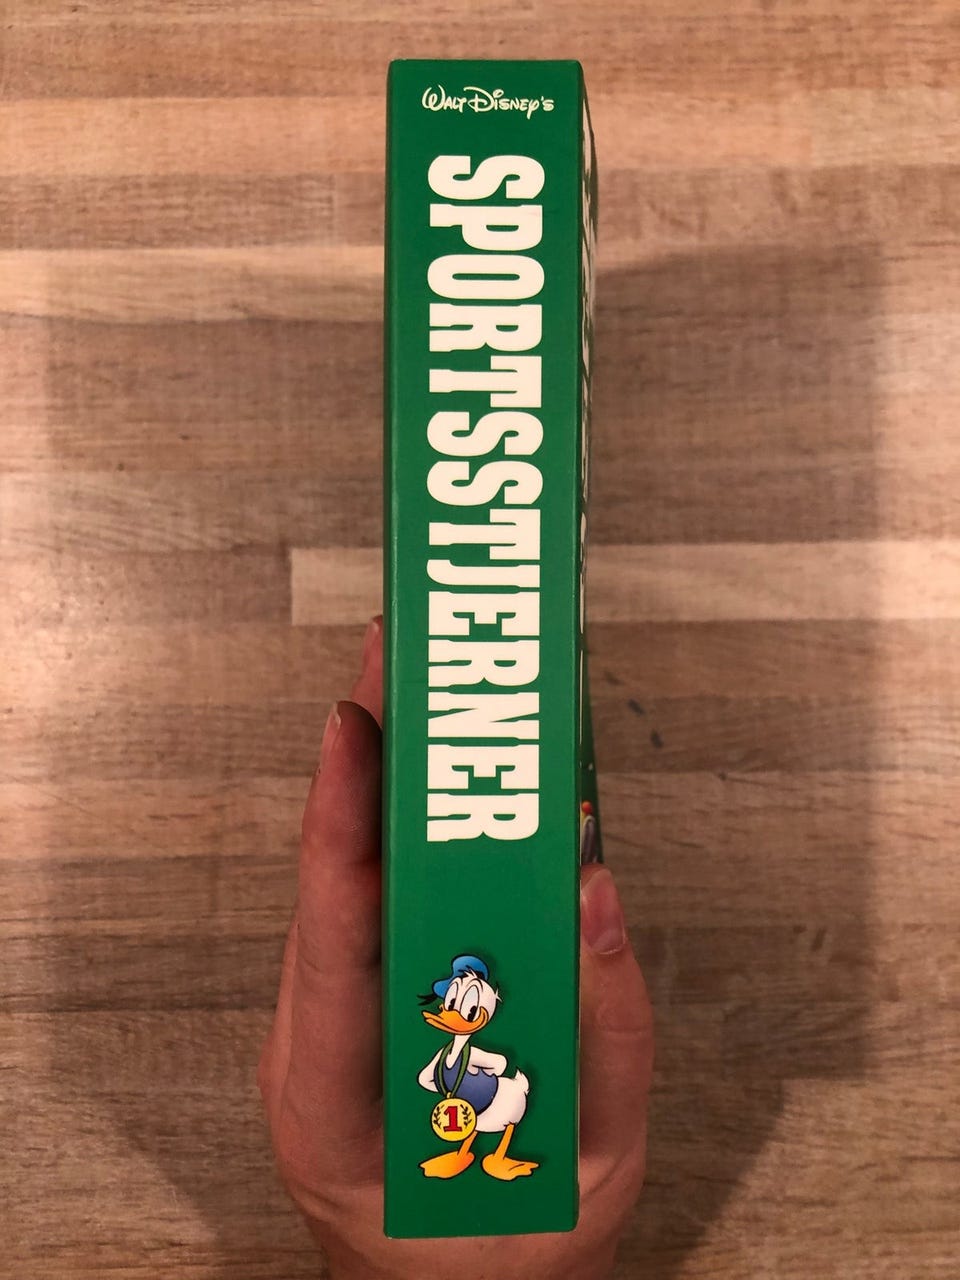 WALT DISNEY'S
SPORTSSTJERNER
1